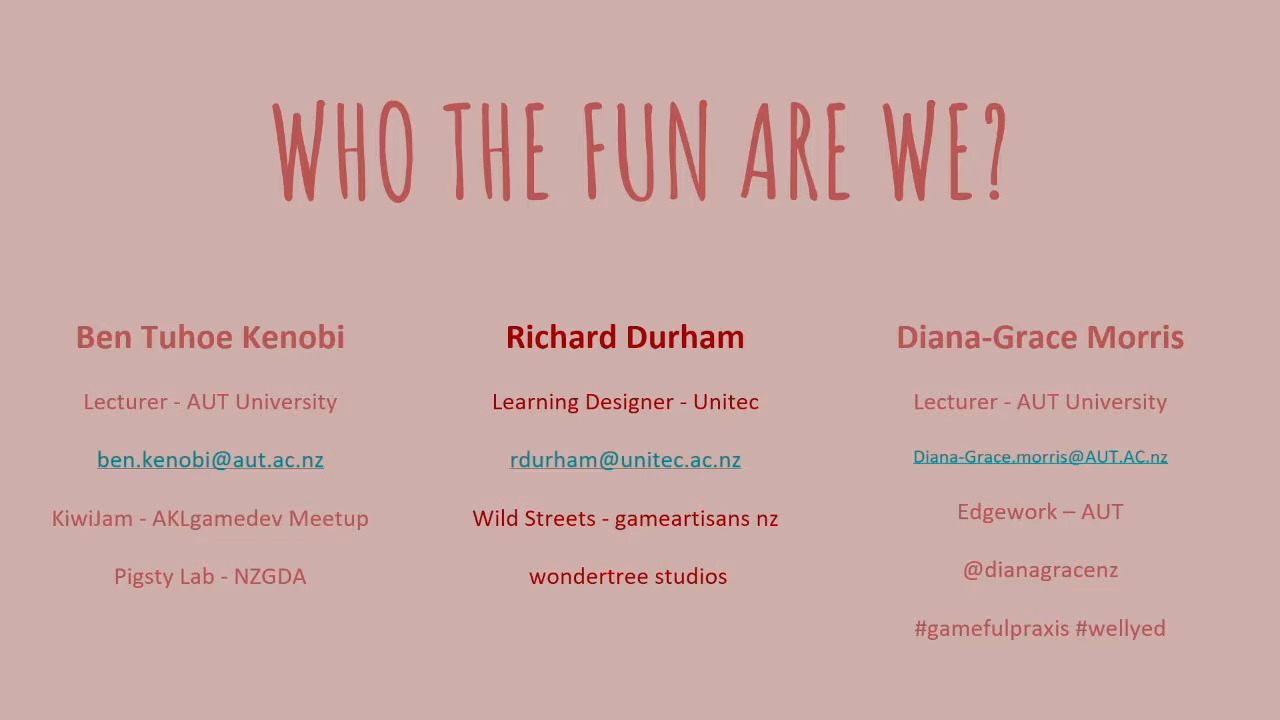 WHO THE FUN ARE WE?
Ben Tuhoe Kenobi
Lecturer - AUT University
ben.kenobi@aut.ac.nz
KiwiJam - AKLgamedev Meetup
Pigsty Lab - NZGDA
Richard Durham
Learning Designer - Unitec
rdurham@unitec.ac.nz
Wild Streets - gameartisans nz
wondertree studios
Diana-Grace Morris
Lecturer - AUT University
Diana-Grace.morris@AUT.AC.nz
Edgework – AUT
@dianagracenz
#gamefulpraxis #wellyed